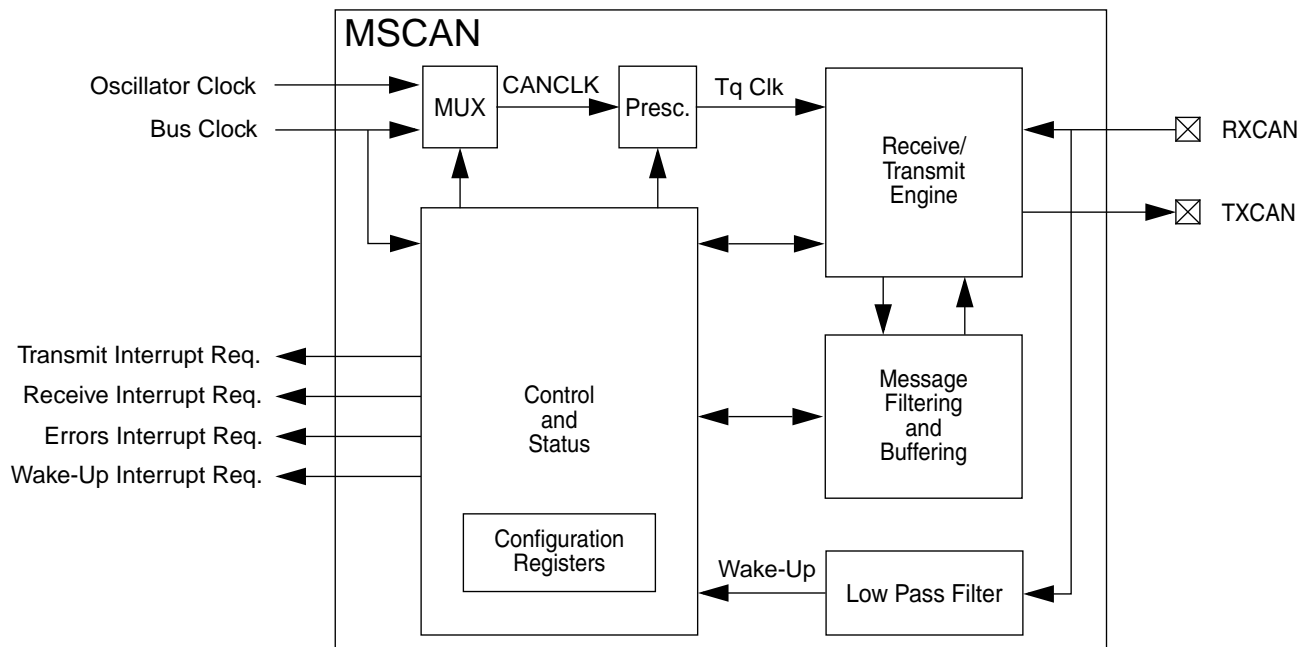 MSCAN
Oscillator Clock
Bus Clock
MUX
CANCLK
Presc.
Tq Clk
Receive/
Transmit
Engine
RXCAN
TXCAN
Transmit Interrupt Req.
Receive Interrupt Req.
Errors Interrupt Req.
Wake-Up Interrupt Req.
Control
and
Status
Message
Filtering
and
Buffering
Configuration
Registers
Wake-Up
Low Pass Filter